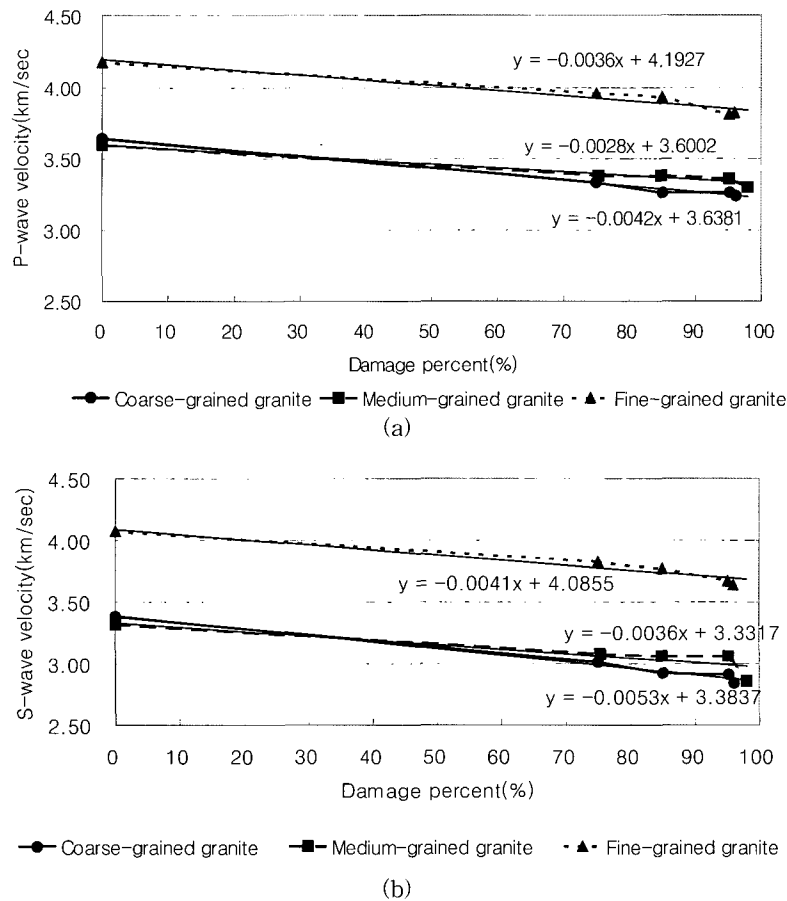 4.50
4.00
3.50
3.00
2.50
P-wave velocity(km/sec)
y = -0.0036x + 4.1927
y = -0.0028x + 3.6002
y = -0.0042x + 3.6381
0 10 20 30 40 50 60 70 80 90 100
Damage percent(%)
Coarse-grained granite Medium-grained granite Fine-grained granite
(a)
4.50
4.00
3.50
3.00
2.50
S-wave velocity(km/sec)
y = -0.0041x + 4.0855
y = -0.0036x + 3.3317
y = -0.0053x + 3.3837
0 10 20 30 40 50 60 70 80 90 100
Damage percent(%)
Coarse-grained granite Medium-grained granite Fine-grained granite
(b)